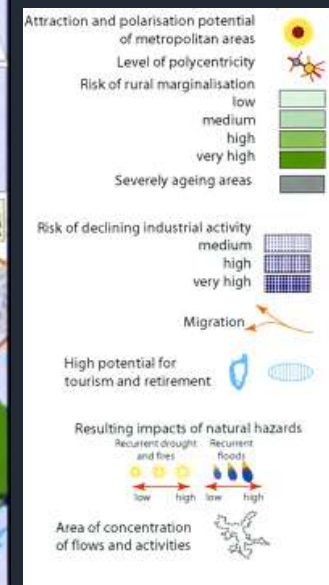 Attraction and polarisation potential
of metropolitan areas
Level of polycentricity
Risk of rural marginalisation
low
medium
high
very high
Severely ageing areas
Risk of declining industrial activity
medium
high
very high
Migration
High potential for
tourism and retirement
Resulting impacts of natural hazards
Recurrent drought
and fires
Recurrent
floods
low high low high
Area of concentration
of flows and activities